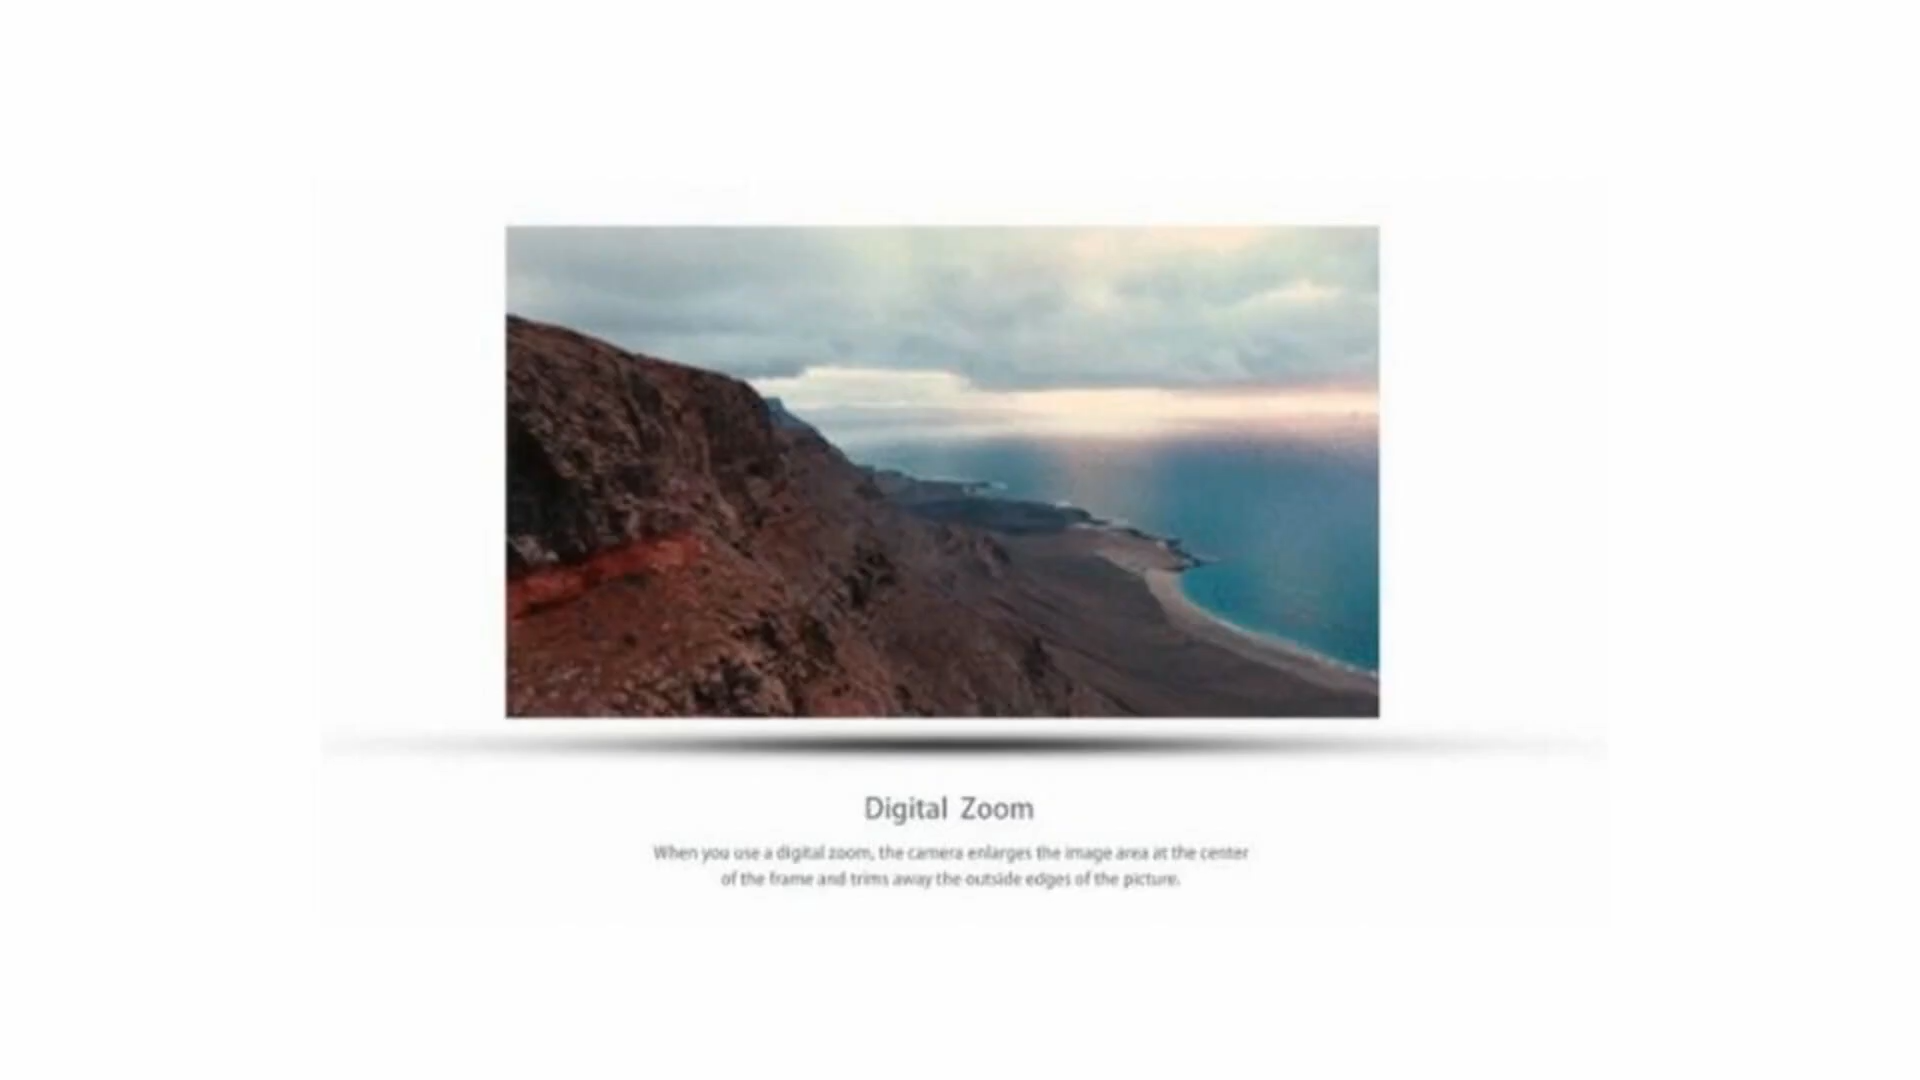 Digital Zoom
When you use a digital zoom, the camera enlarges the image area at the center
of the frame and trims away the outside edges of the picture.